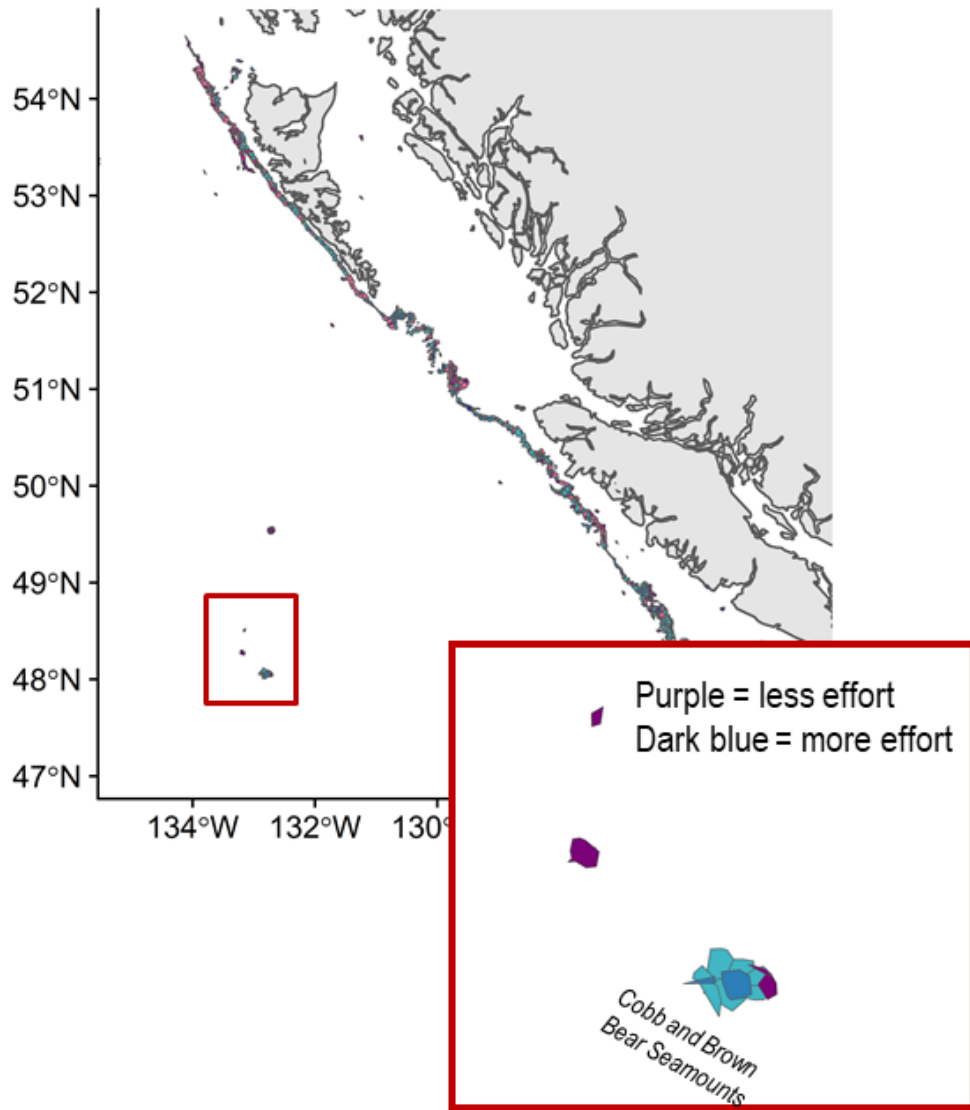 54°N
53°N
52°N
51°N
50°N
49°N
48°N
47°N
134°W 132°W 130°
Purple = less effort
Dark blue = more effort
Cobb and Brown
Bear Seamounts